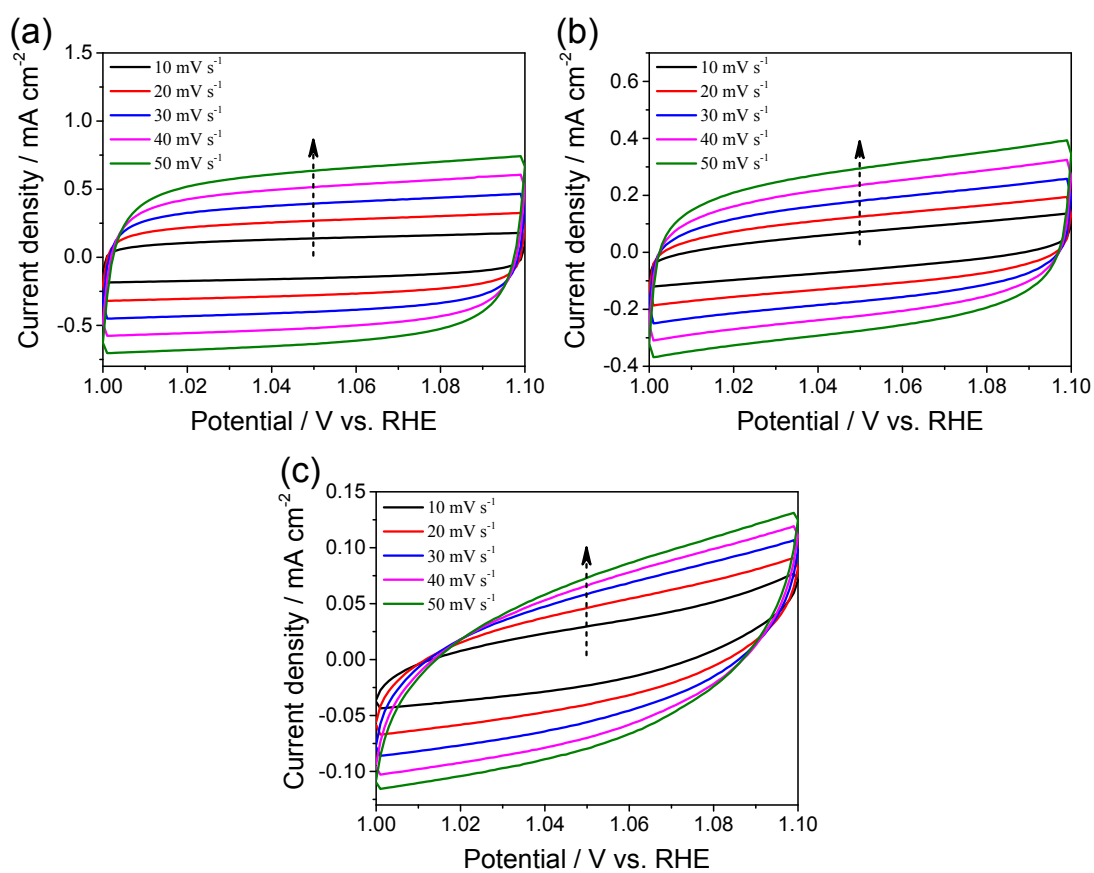 (a)
1.5
1.0
0.5
0.0
-0.5
Current density / mA cm-2
10 mV s-1
20 mV s-1
30 mV s-1
40 mV s-1
50 mV s-1
1.00 1.02 1.04 1.06 1.08 1.10
Potential / V vs. RHE
(b)
0.6
0.4
0.2
0.0
-0.2
-0.4
Current density / mA cm-2
10 mV s-1
20 mV s-1
30 mV s-1
40 mV s-1
50 mV s-1
1.00 1.02 1.04 1.06 1.08 1.10
Potential / V vs. RHE
(c)
0.15
0.10
0.05
0.00
-0.05
-0.10
Current density / mA cm-2
10 mV s-1
20 mV s-1
30 mV s-1
40 mV s-1
50 mV s-1
1.00 1.02 1.04 1.06 1.08 1.10
Potential / V vs. RHE